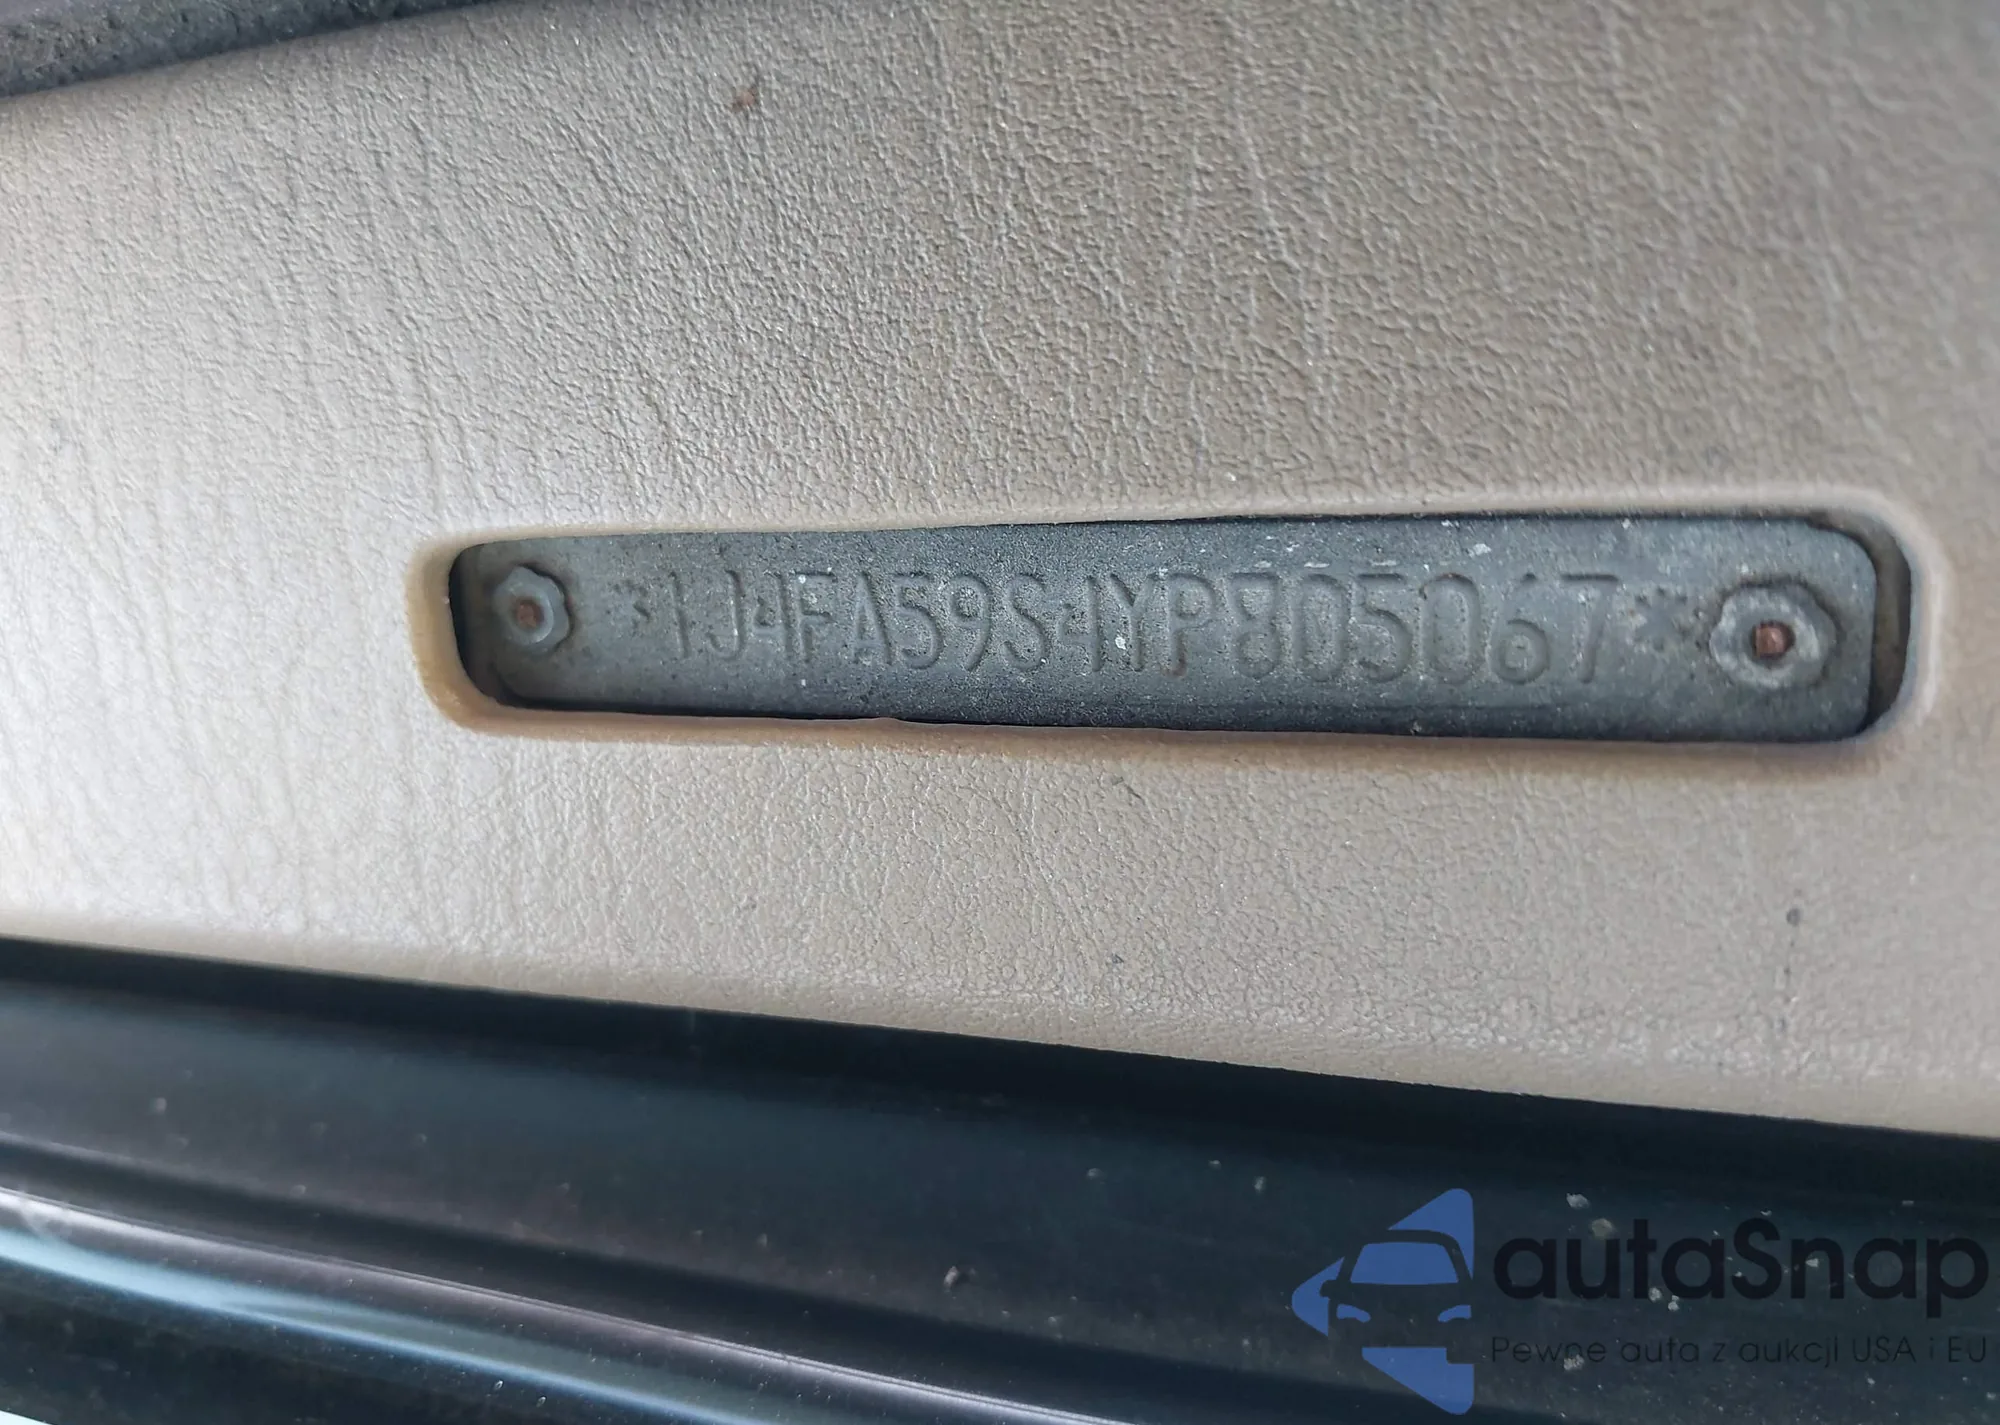 *1J4FA59S4YP805067*
autaSnap
Pewne auta z aukcji USA i EU